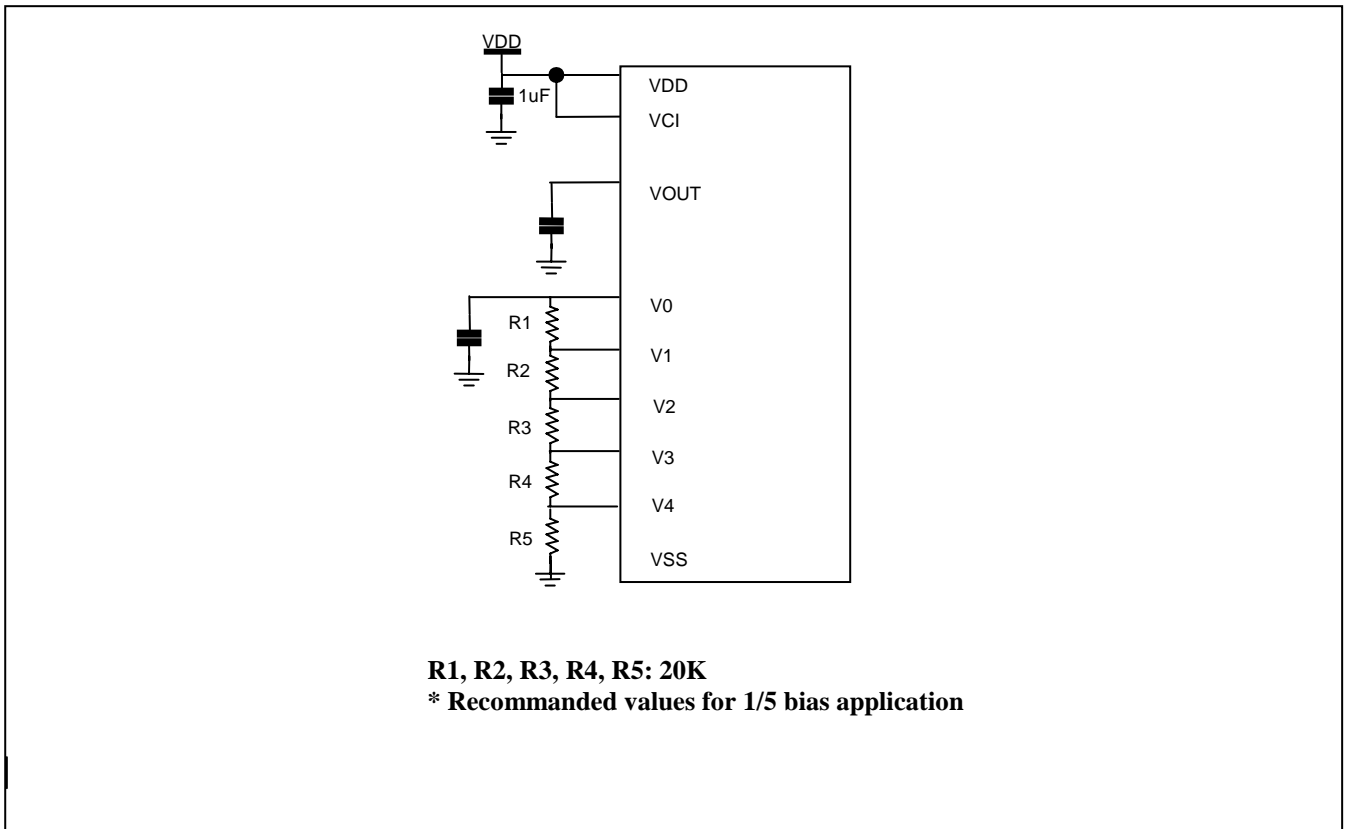 VDD
1uF
VDD
VCI
VOUT
V0
R1
V1
R2
V2
R3
V3
R4
V4
R5
VSS
R1, R2, R3, R4, R5: 20K
* Recommanded values for 1/5 bias application